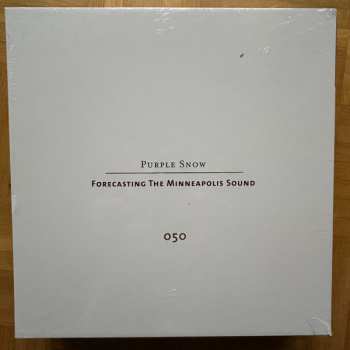 Purple Snow
Forecasting The Minneapolis Sound
050